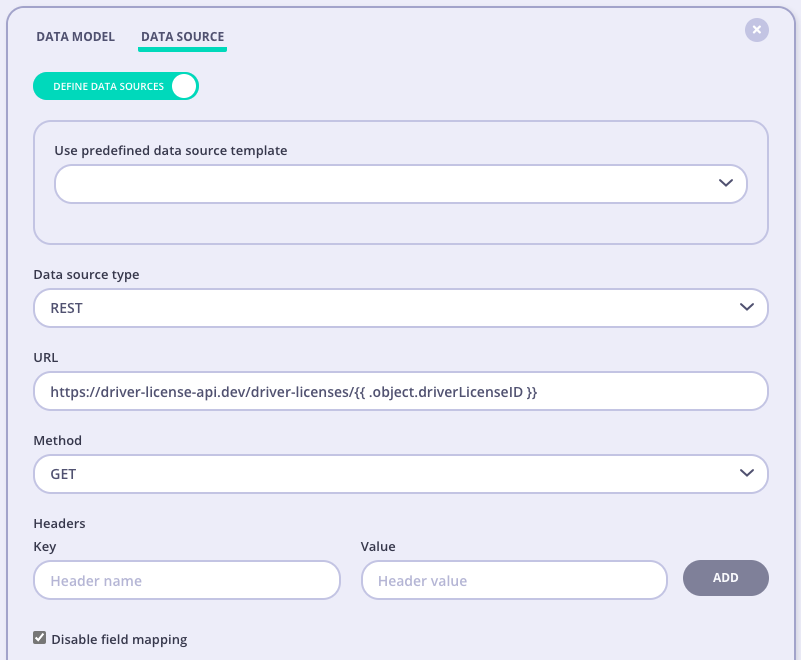 DATA MODEL DATA SOURCE
DEFINE DATA SOURCES
Use predefined data source template
Data source type
REST
URL
https://driver-license-api.dev/driver-licenses/{{ .object.driverLicenseID }}
Method
GET
Headers
Key Value
Header name Header value ADD
Disable field mapping